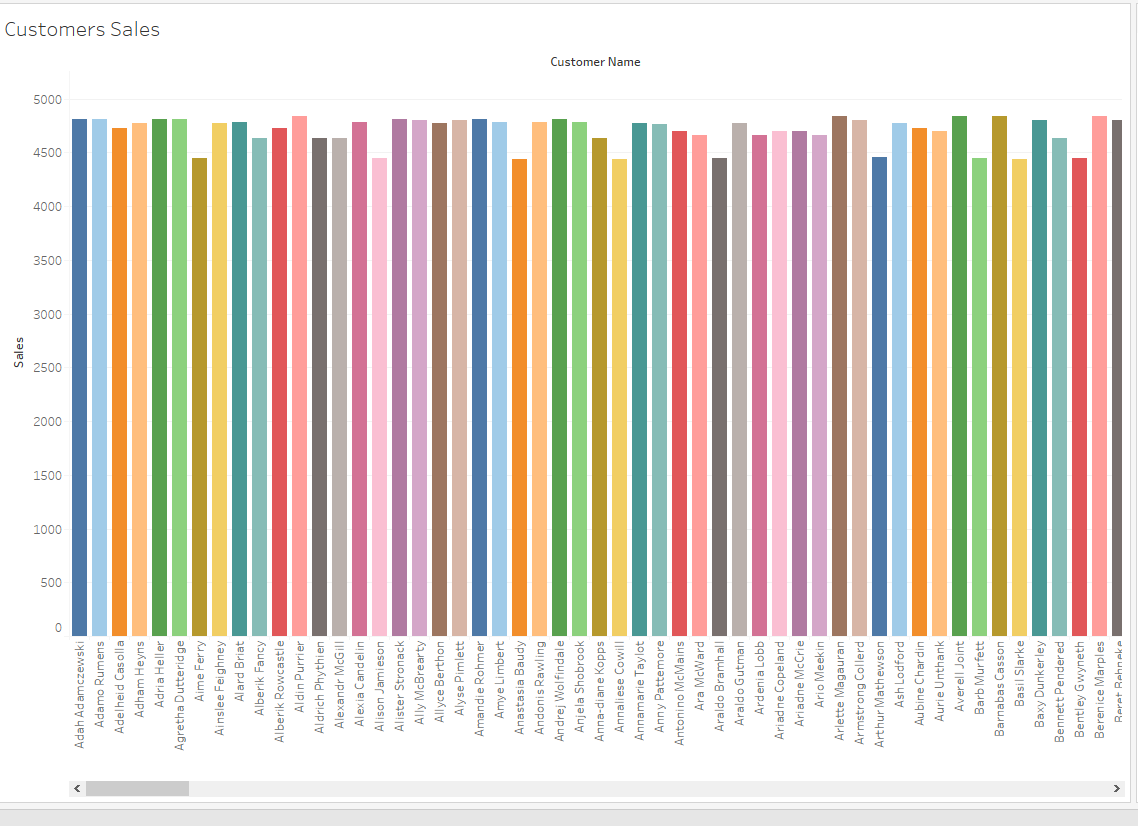 Customers Sales
Customer Name
5000
4500
4000
3500
3000
2500
2000
1500
1000
500
0
Sales
Adah Adamczewski
Adamo Rumens
Adelheid Casolla
Adham Heyns
Adria Heller
Agretha Dutteridge
Aime Ferry
Ainslee Feighney
Alard Briat
Alberik Fancy
Alberik Rowcastle
Aldin Purrier
Aldrich Phythien
Alexandr McGill
Alexia Candelin
Alison Jamieson
Alister Stronack
Ally McBrearty
Allyce Berthon
Alyse Pimlett
Amandie Rohmer
Amye Limbert
Anastasia Baudy
Andonis Rawling
Andrej Wolfindale
Anjela Shobrook
Anna-diane Kopps
Annaliese Cowill
Annamarie Taylot
Anny Pattemore
Antonino McMains
Ara McWard
Araldo Bramhall
Araldo Gutman
Ardenia Lobb
Ariadne Copeland
Ariadne McCrie
Ario Meekin
Arlette Magauran
Armstrong Collerd
Arthur Mathewson
Ash Lodford
Aubine Chardin
Aurie Unthank
Averell Joint
Barb Murfett
Barnabas Casson
Basil Slarke
Baxy Dunkerley
Bennett Pendered
Bentley Gwyneth
Berenice Marples